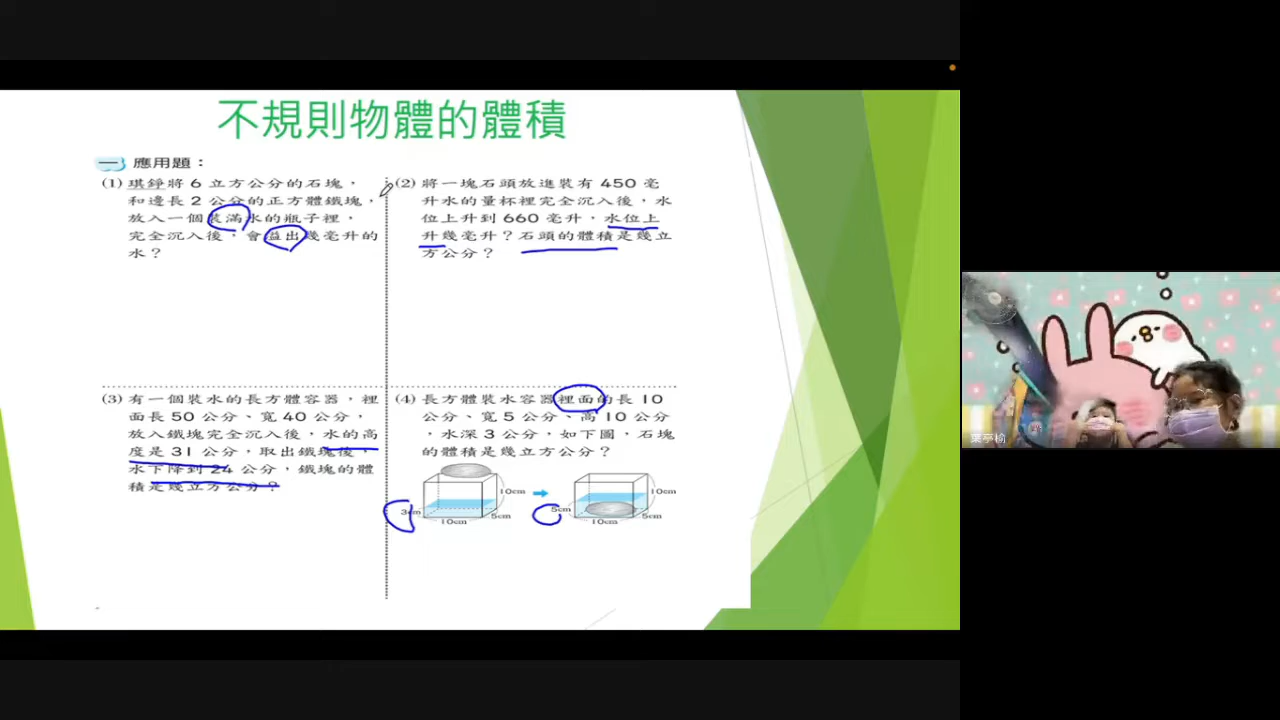 不規則物體的體積
一 應用題：
(1) 琪錚將 6 立方公分的石塊，
和邊長 2 公分的正方體鐵塊，
放入一個裝滿水的瓶子裡，
完全沉入後，會溢出幾毫升的
水？
(2) 將一塊石頭放進裝有 450 毫
升水的量杯裡完全沉入後，水
位上升到 660 毫升，水位上
升幾毫升？石頭的體積是幾立
方公分？
(3) 有一個裝水的長方體容器，裡
面長 50 公分、寬 40 公分，
放入鐵塊完全沉入後，水的高
度是 31 公分，取出鐵塊後，
水下降到 24 公分，鐵塊的體
積是幾立方公分？
(4) 長方體裝水容器裡面的長 10
公分、寬 5 公分、高 10 公分
，水深 3 公分，如下圖，石塊
的體積是幾立方公分？
10cm
3cm
5cm
10cm
10cm
5cm
5cm
10cm
葉亭榆